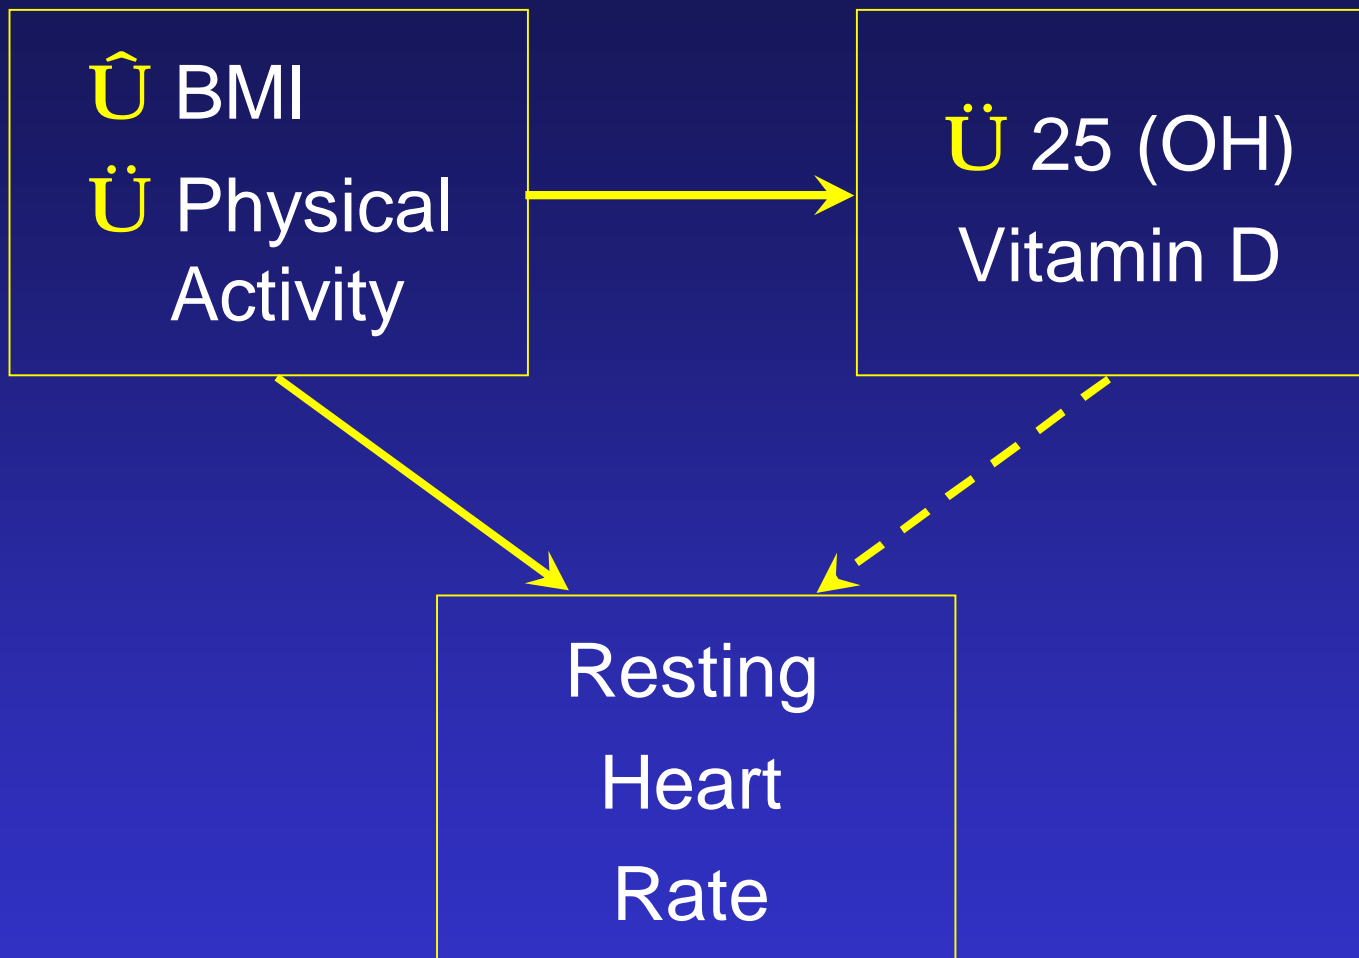 Û BMI
Ü Physical
Activity
Ü 25 (OH)
Vitamin D
Resting
Heart
Rate